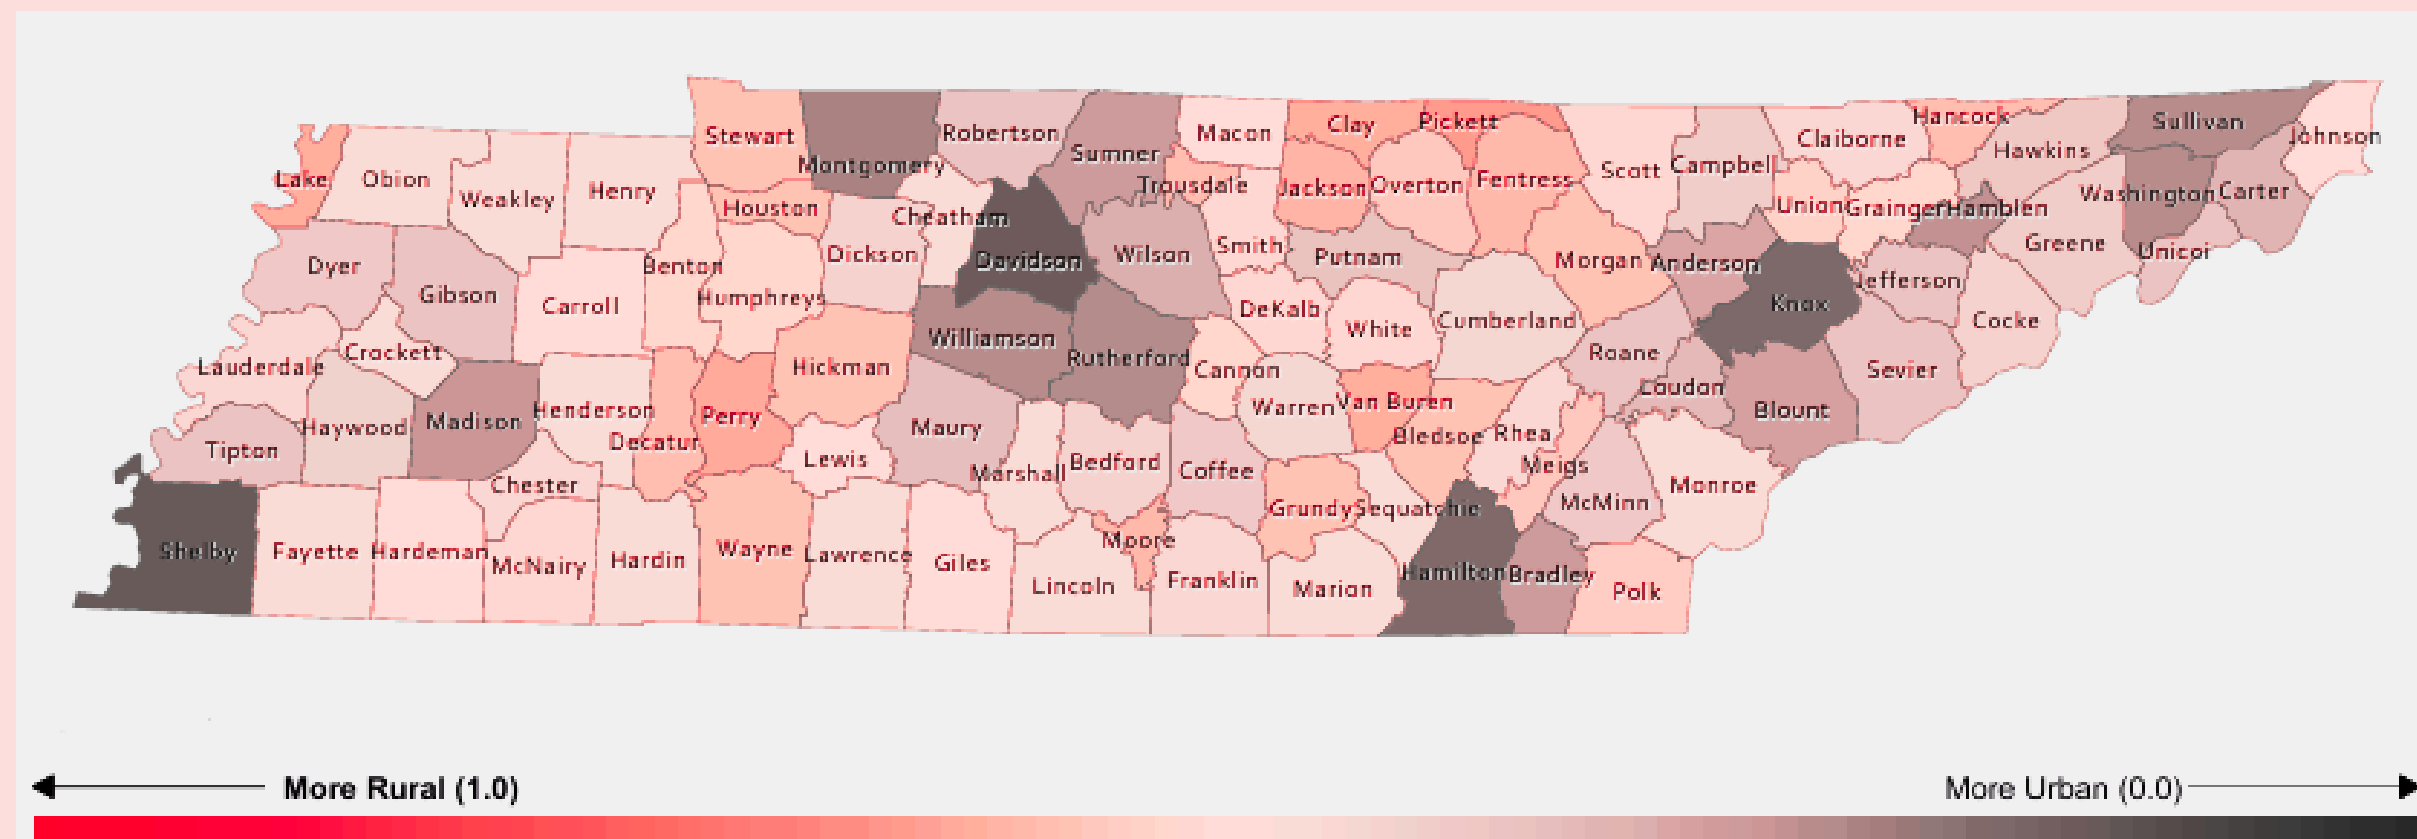 Stewart
Clay
Pickett
Hancock
Sullivan
Robertson
Macon
Johnson
Claiborne
Sumner
Hawkins
Montgomery
Scott
Campbell
Lake
Obion
Weakley
Henry
Trousdale
Jackson
Overton
Fentress
Washington
Carter
Houston
Cheatham
Union
Grainger
Hamblen
Dickson
Smith
Wilson
Putnam
Greene
Unicoi
Dyer
Benton
Davidson
Morgan
Anderson
Jefferson
Gibson
Carroll
Humphreys
DeKalb
Knox
White
Cumberland
Cocke
Williamson
Crockett
Rutherford
Roane
Lauderdale
Hickman
Cannon
Sevier
Loudon
Henderson
Perry
Warren
Van Buren
Blount
Madison
Haywood
Maury
Decatur
Bledsoe
Rhea
Tipton
Lewis
Marshall
Bedford
Coffee
Meigs
Chester
Monroe
McMinn
Grundy
Sequatchie
Moore
Shelby
Fayette
Hardeman
McNairy
Hardin
Wayne
Lawrence
Giles
Lincoln
Franklin
Marion
Hamilton
Bradley
Polk
More Rural (1.0)
More Urban (0.0)